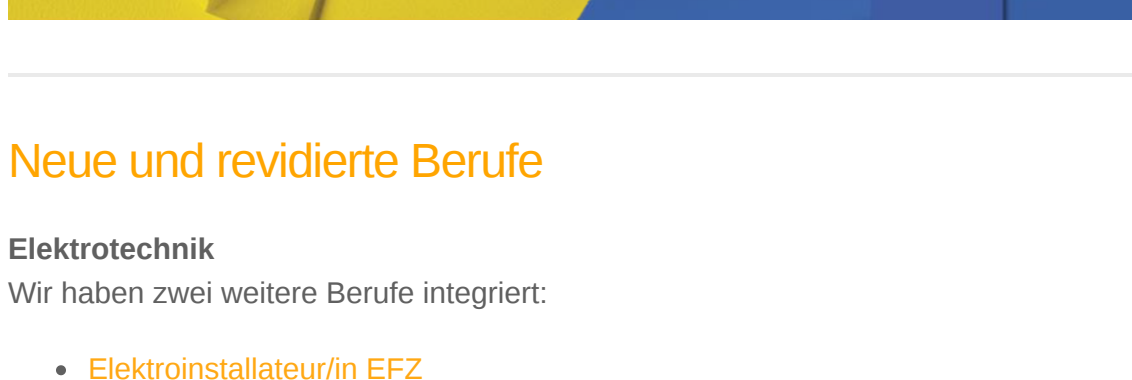 Neue und revidierte Berufe
Elektrotechnik
Wir haben zwei weitere Berufe integriert:
Elektroinstallateur/in EFZ